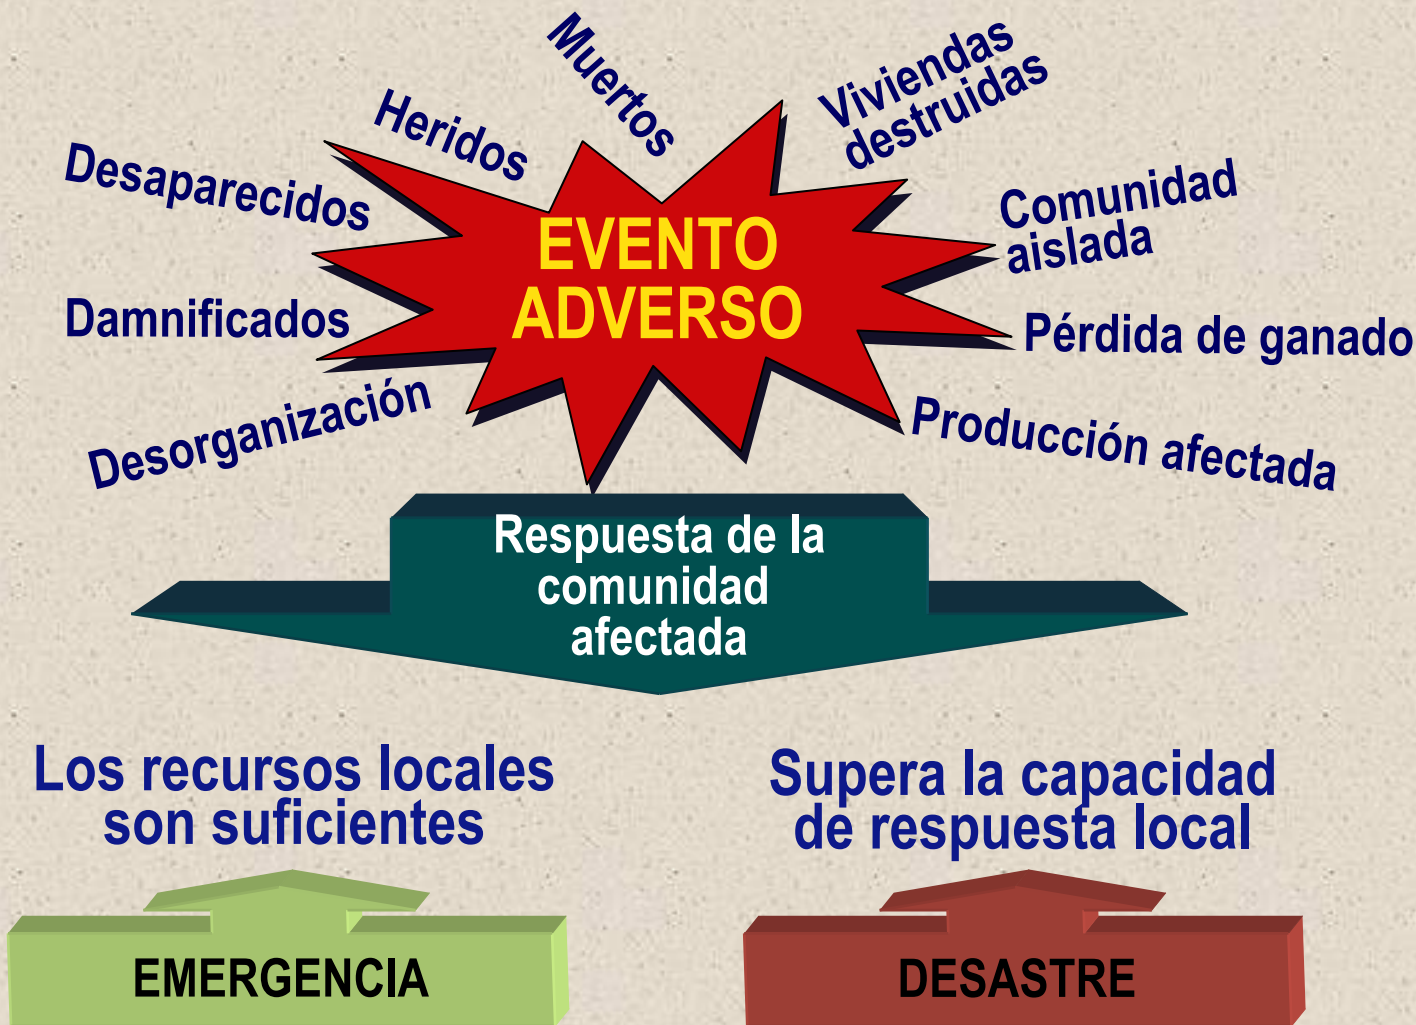 Muertos
Viviendas
destruidas
Heridos
Desaparecidos
Comunidad
aislada
EVENTO
ADVERSO
Damnificados
Pérdida de ganado
Desorganización
Producción afectada
Respuesta de la
comunidad
afectada
Los recursos locales
son suficientes
Supera la capacidad
de respuesta local
EMERGENCIA
DESASTRE